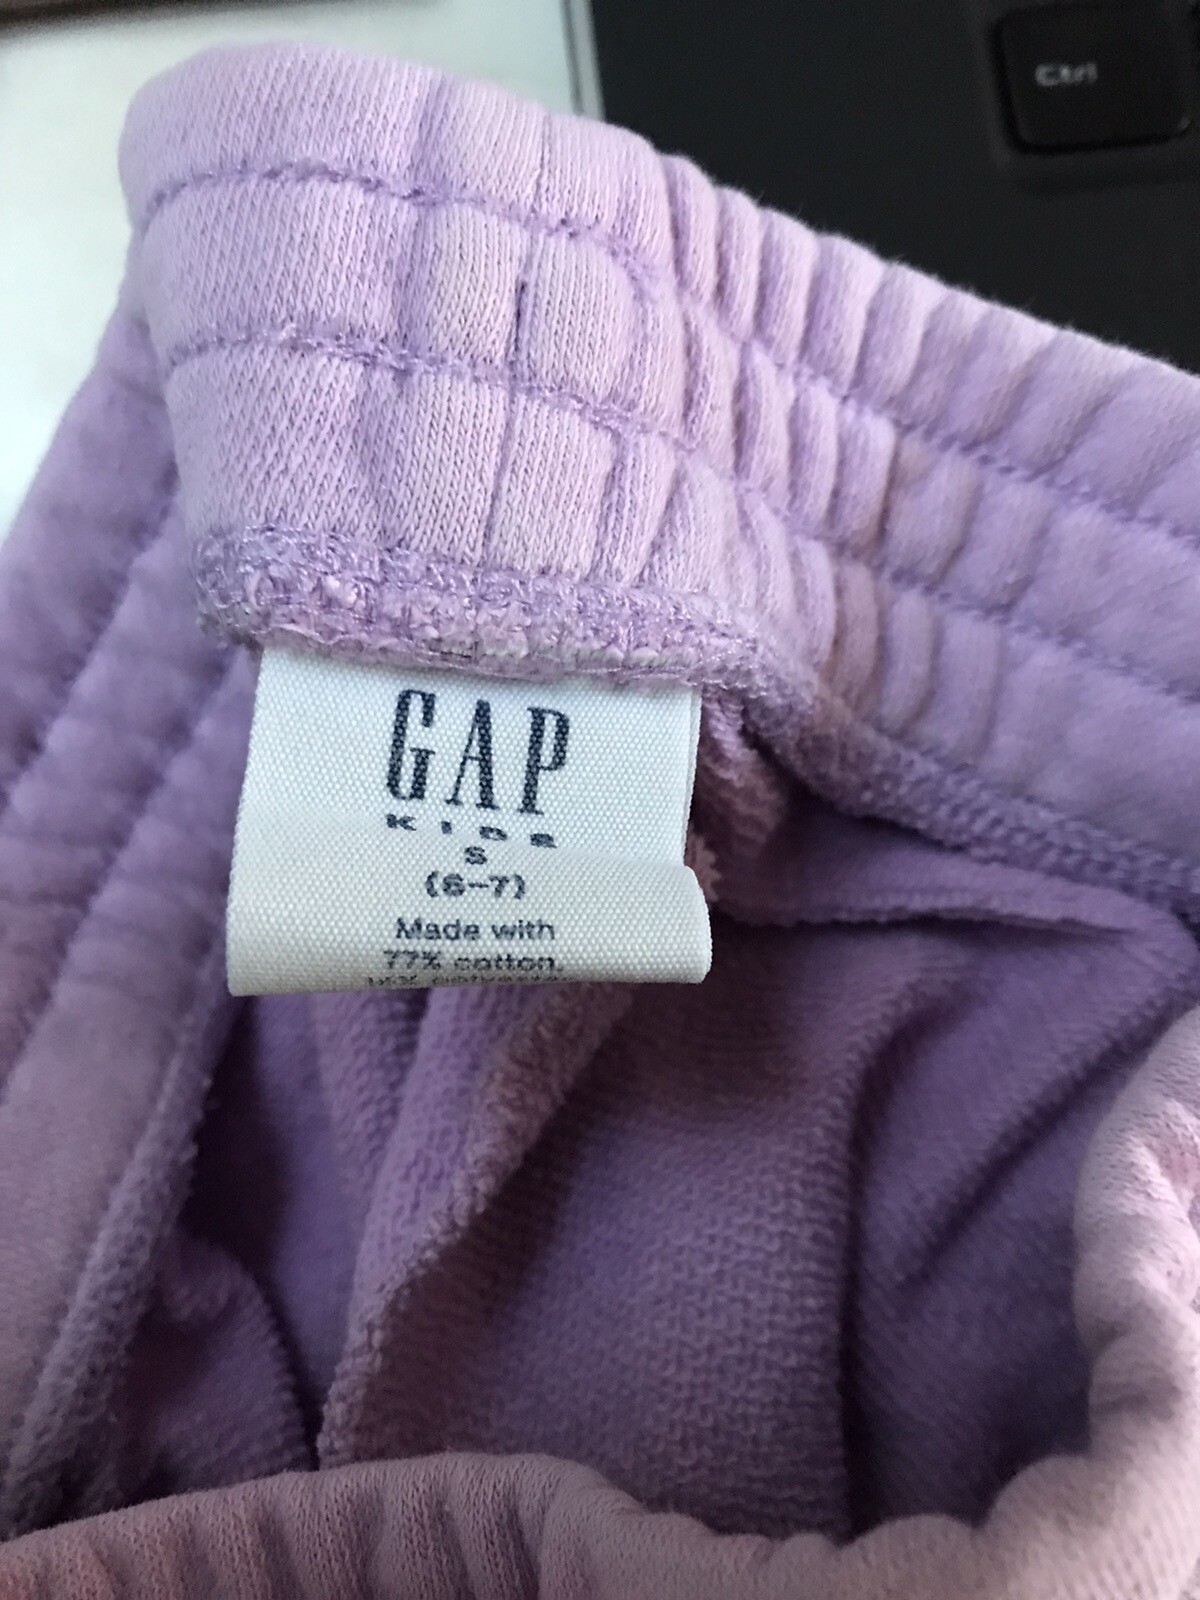 Ctrl
GAP
KIDS
S
(6-7)
Made with
77% cotton,